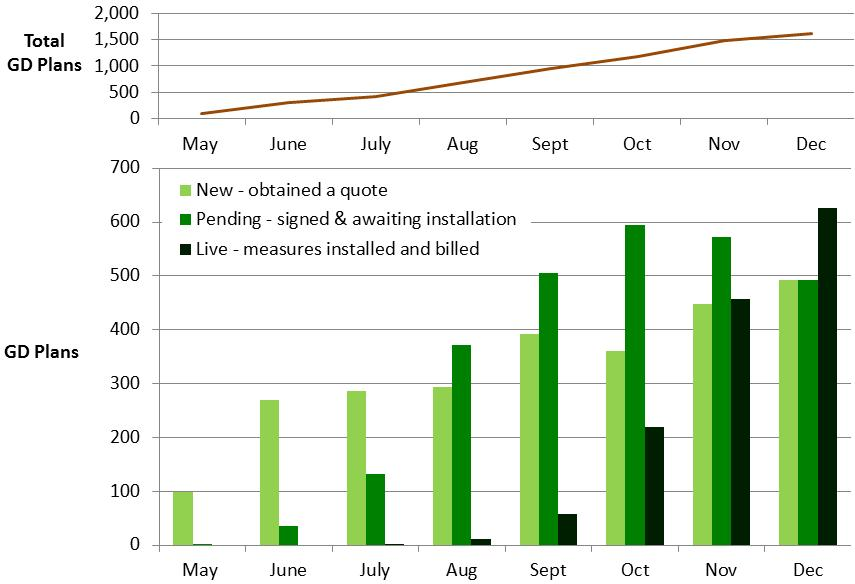 Total
GD Plans
2,000
1,500
1,000
500
0
May June July Aug Sept Oct Nov Dec
GD Plans
700
600
500
400
300
200
100
0
New - obtained a quote
Pending - signed & awaiting installation
Live - measures installed and billed
May June July Aug Sept Oct Nov Dec